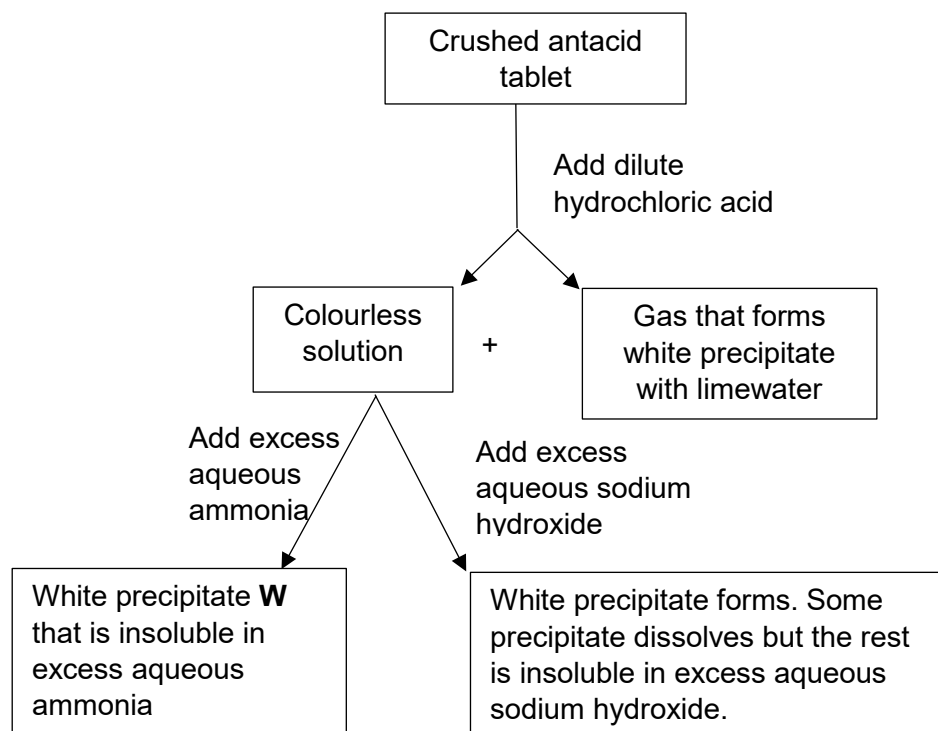 Crushed antacid
tablet
Add dilute
hydrochloric acid
Colourless
solution
+
Gas that forms
white precipitate
with limewater
Add excess
aqueous
ammonia
Add excess
aqueous sodium
hydroxide
White precipitate W
that is insoluble in
excess aqueous
ammonia
White precipitate forms. Some
precipitate dissolves but the rest
is insoluble in excess aqueous
sodium hydroxide.